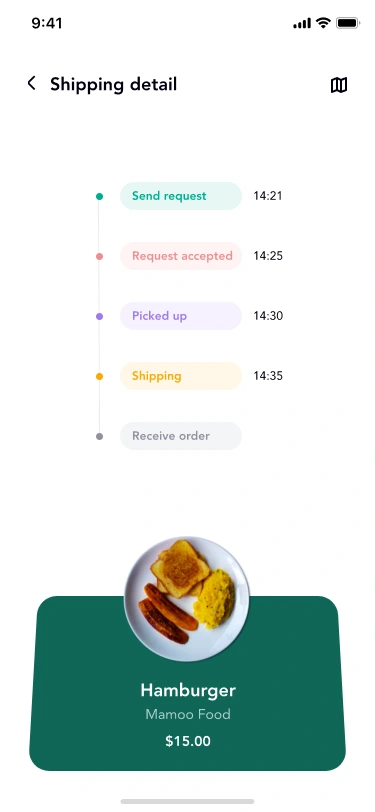 9:41
Shipping detail
Send request 14:21
Request accepted 14:25
Picked up 14:30
Shipping 14:35
Receive order
Hamburger
Mamoo Food
$15.00